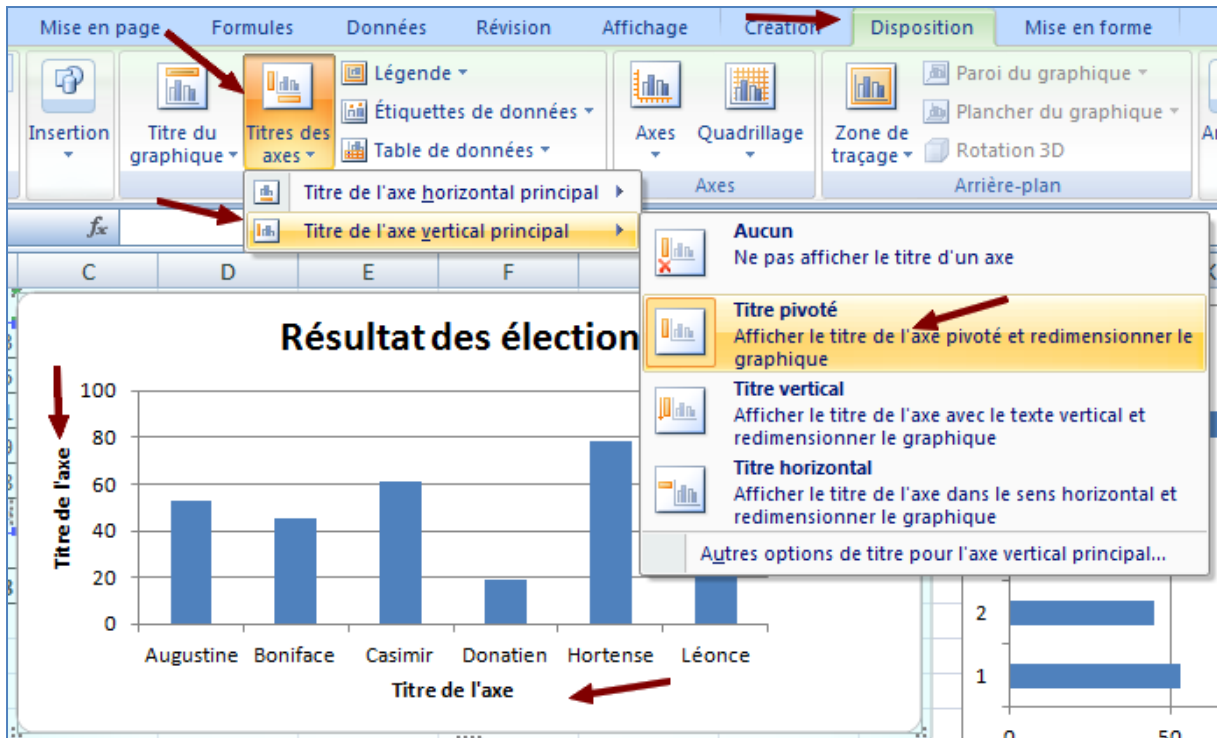 Mise en page Formules Données Révision Affichage Création Disposition Mise en forme
Insertion
Titre du graphique
Titres des axes
Légende
Étiquettes de données
Table de données
Axes
Quadrillage
Zone de traçage
Paroi du graphique
Plancher du graphique
Rotation 3D
Axes
Arrière-plan
Titre de l'axe horizontal principal
Titre de l'axe vertical principal
fx
Aucun
Ne pas afficher le titre d'un axe
Titre pivoté
Afficher le titre de l'axe pivoté et redimensionner le
graphique
Titre vertical
Afficher le titre de l'axe avec le texte vertical et
redimensionner le graphique
Titre horizontal
Afficher le titre de l'axe dans le sens horizontal et
redimensionner le graphique
Autres options de titre pour l'axe vertical principal...
C D E F
Résultat des élection
Titre de l'axe
100
80
60
40
20
0
Augustine Boniface Casimir Donatien Hortense Léonce
Titre de l'axe
2
1
0 50